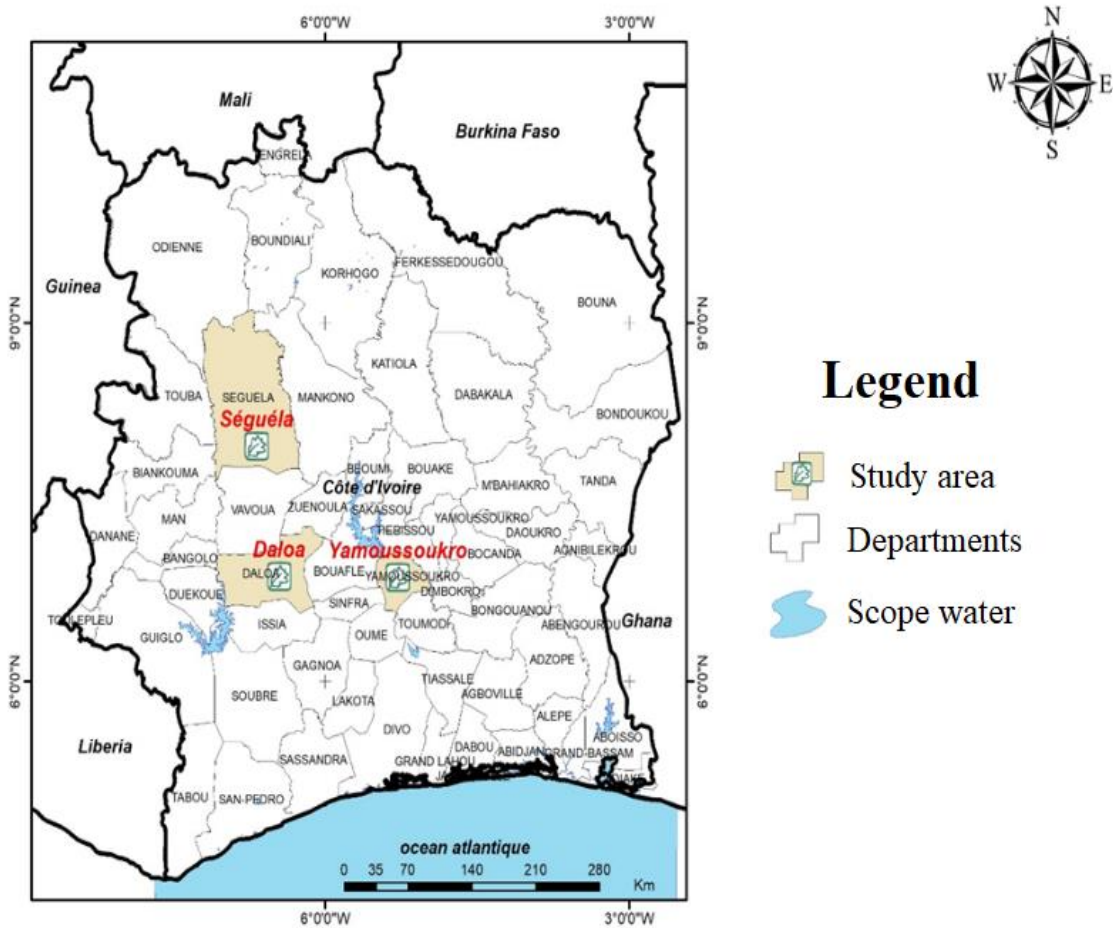 6°0'0"W 3°0'0"W
N
W E
S
Mali
Burkina Faso
ENGRELA
ODIENNE
BOUNDIALI
KORHOGO
FERKESSEDOUGOU
Guinea
BOUNA
9°0'0"N
9°0'0"N
KATIOLA
TOUBA
SEGUELA
MANKONO
DABAKALA
BONDOUKOU
Séguéla
Legend
BIANKOUMA
BEOUMI
BOUAKE
M'BAHIAKRO
TANDA
Study area
Côte d'Ivoire
VAVOUA
ZUENOULA
SAKASSOU
MAN
YAMOUSSOUKRO
DANANE
TIEBISSOU
DAOUKRO
Departments
Daloa
Yamoussoukro
BANGOLO
BOCANDA
AGNIBILEKROU
DALOA
BOUAFLE
YAMOUSSOUKRO
DIMBOKRO
DUEKOUE
SINFRA
BONGOUANOU
Scope water
TOULEPLEU
GUIGLO
ISSIA
OUME
TOUMODI
ABENGOUROU
Ghana
GAGNOA
ADZOPE
TIASSALE
6°0'0"N
6°0'0"N
SOUBRE
LAKOTA
AGBOVILLE
DIVO
ALEPE
Liberia
ABOISSO
SASSANDRA
GRAND LAHOU
DABOU
ABIDJAN
GRAND-BASSAM
TABOU
SAN-PEDRO
ocean atlantique
0 35 70 140 210 280
Km
6°0'0"W 3°0'0"W